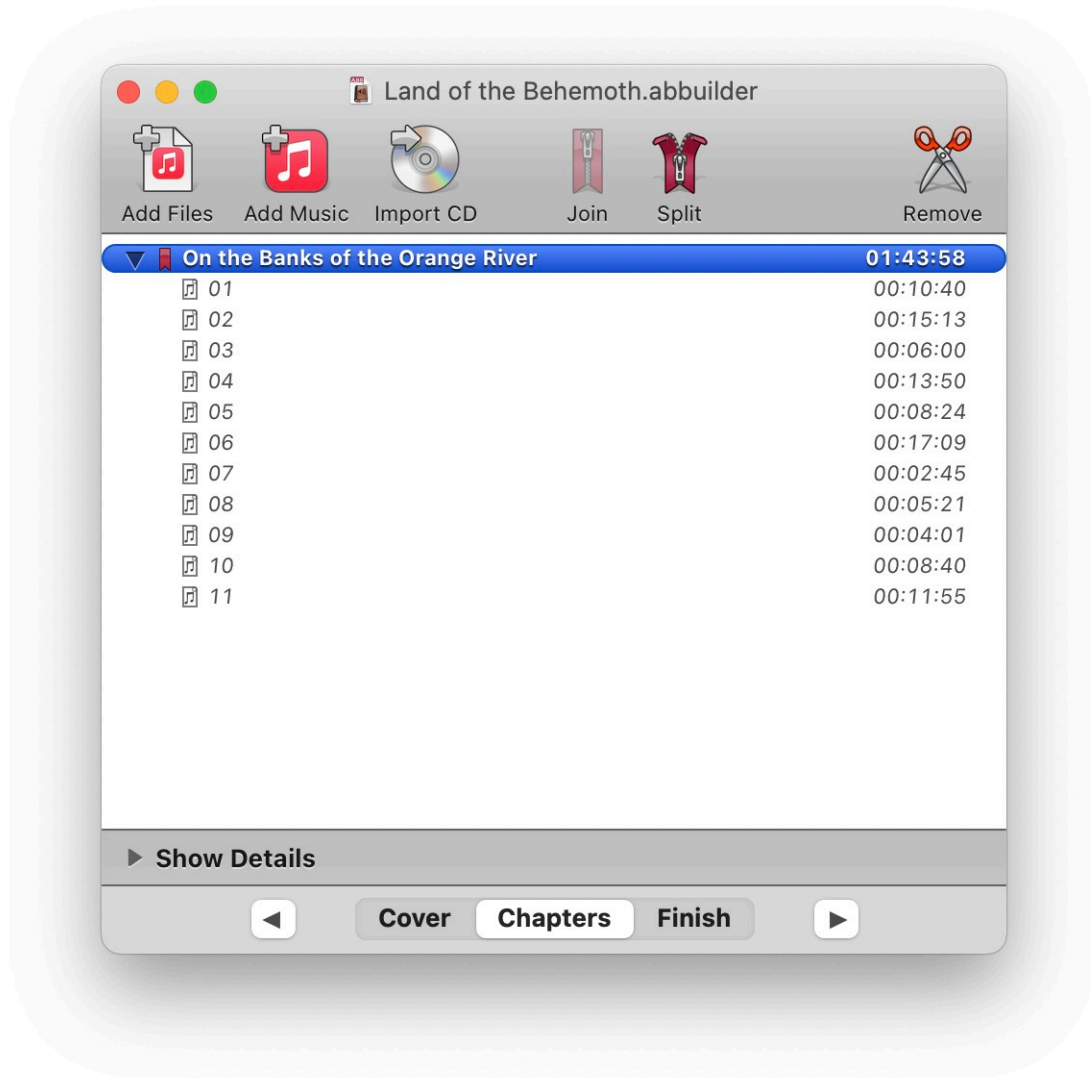 Land of the Behemoth.abbuilder
Add Files Add Music Import CD Join Split Remove
On the Banks of the Orange River 01:43:58
01 00:10:40
02 00:15:13
03 00:06:00
04 00:13:50
05 00:08:24
06 00:17:09
07 00:02:45
08 00:05:21
09 00:04:01
10 00:08:40
11 00:11:55
Show Details
Cover Chapters Finish